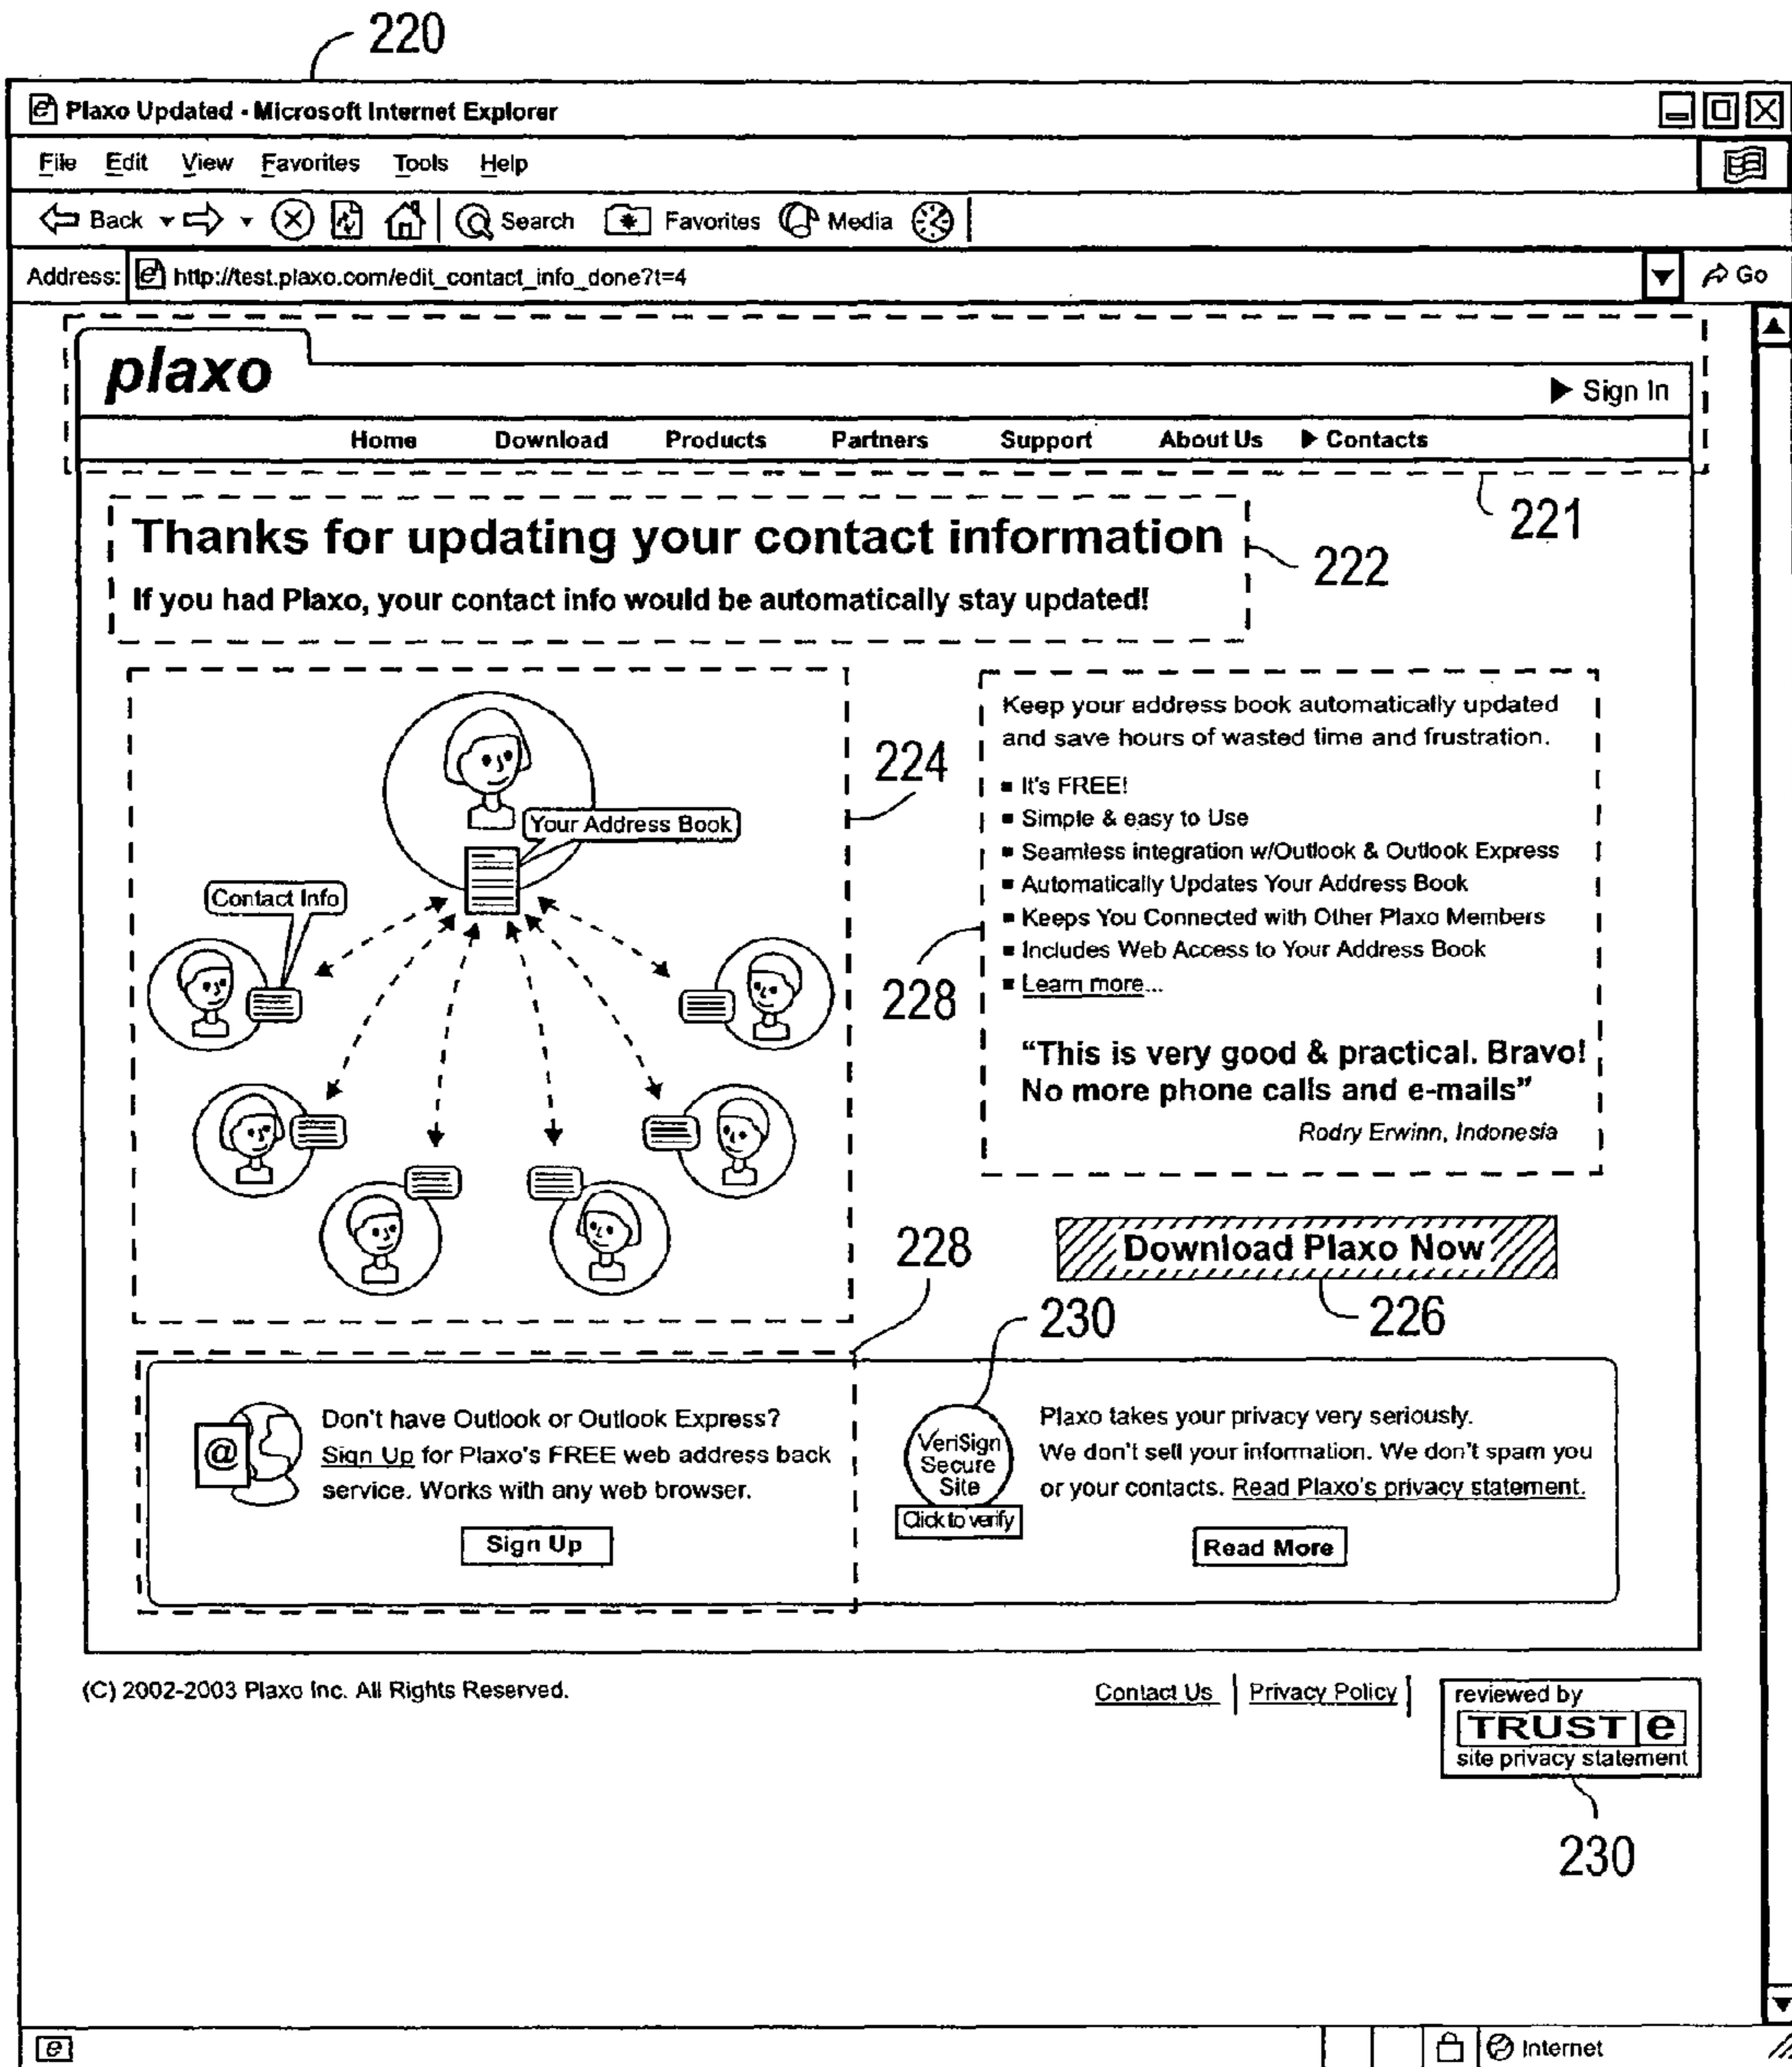 220
Plaxo Updated - Microsoft Internet Explorer
File Edit View Favorites Tools Help
Back Search Favorites Media
Address: http://test.plaxo.com/edit_contact_info_done?t=4 Go
plaxo
Sign In
Home Download Products Partners Support About Us Contacts
221
Thanks for updating your contact information
222
If you had Plaxo, your contact info would be automatically stay updated!
Your Address Book
Contact Info
224
Keep your address book automatically updated
and save hours of wasted time and frustration.
It's FREE!
Simple & easy to Use
Seamless integration w/Outlook & Outlook Express
Automatically Updates Your Address Book
Keeps You Connected with Other Plaxo Members
Includes Web Access to Your Address Book
Learn more...
228
"This is very good & practical. Bravo!
No more phone calls and e-mails"
Rodry Erwinn, Indonesia
Download Plaxo Now
226
228
230
@
Don't have Outlook or Outlook Express?
Sign Up for Plaxo's FREE web address back
service. Works with any web browser.
Sign Up
VeriSign
Secure
Site
Click to verify
Plaxo takes your privacy very seriously.
We don't sell your information. We don't spam you
or your contacts. Read Plaxo's privacy statement.
Read More
(C) 2002-2003 Plaxo Inc. All Rights Reserved.
Contact Us | Privacy Policy |
reviewed by
TRUST e
site privacy statement
230
Internet